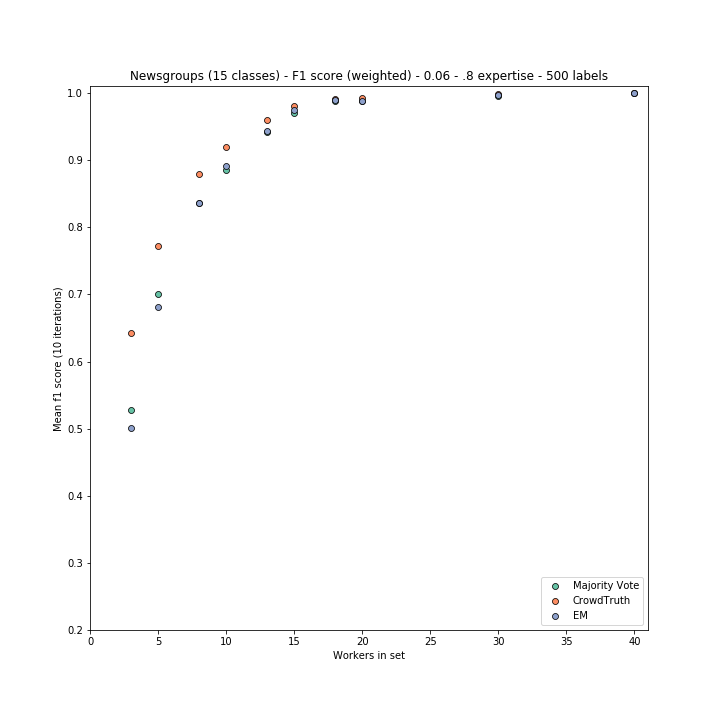 Newsgroups (15 classes) - F1 score (weighted) - 0.06 - .8 expertise - 500 labels
Mean f1 score (10 iterations)
1.0
0.9
0.8
0.7
0.6
0.5
0.4
0.3
0.2
Majority Vote
CrowdTruth
EM
0 5 10 15 20 25 30 35 40
Workers in set